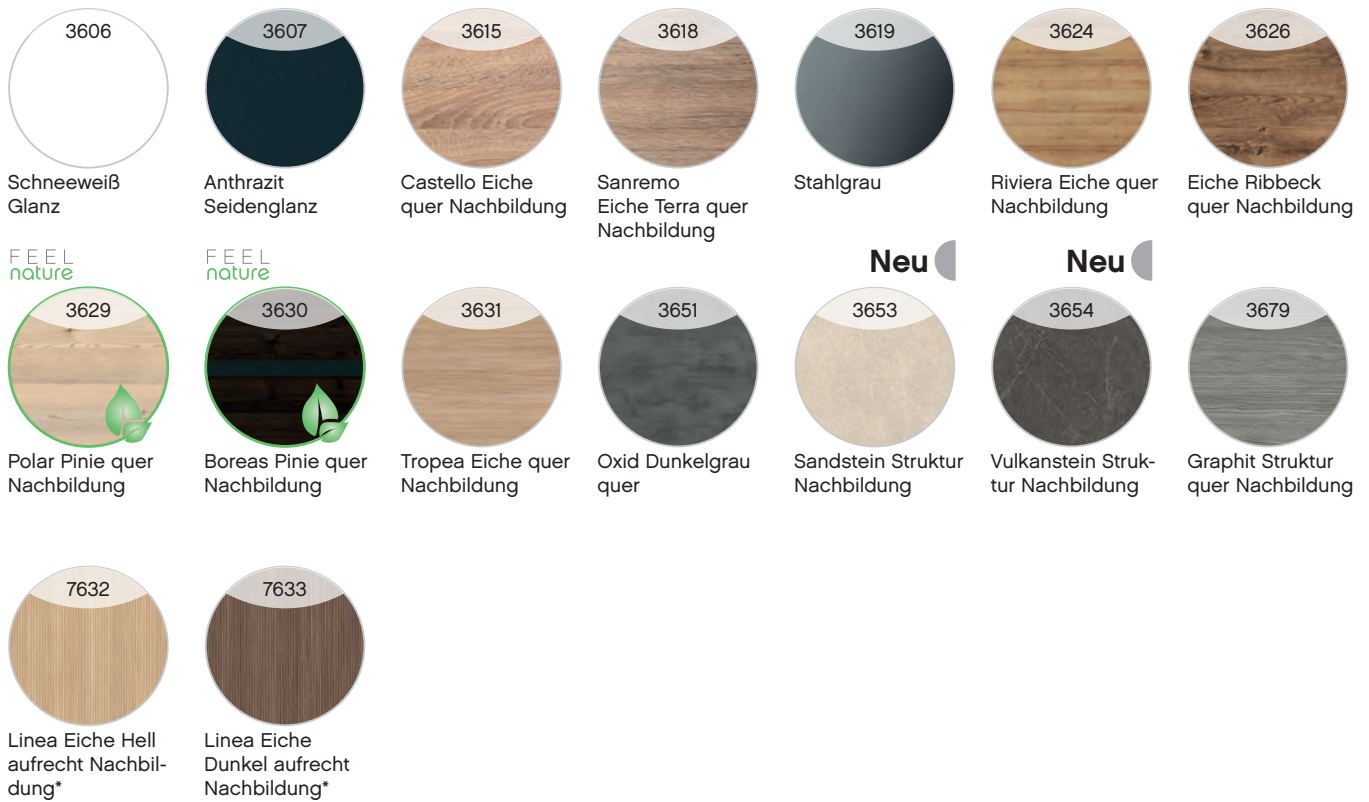 3606
Schneeweiß
Glanz
3607
Anthrazit
Seidenglanz
3615
Castello Eiche
quer Nachbildung
3618
Sanremo
Eiche Terra quer
Nachbildung
3619
Stahlgrau
3624
Riviera Eiche quer
Nachbildung
3626
Eiche Ribbeck
quer Nachbildung
FEEL
nature
3629
Polar Pinie quer
Nachbildung
FEEL
nature
3630
Boreas Pinie quer
Nachbildung
3631
Tropea Eiche quer
Nachbildung
3651
Oxid Dunkelgrau
quer
Neu
3653
Sandstein Struktur
Nachbildung
Neu
3654
Vulkanstein Struk-
tur Nachbildung
3679
Graphit Struktur
quer Nachbildung
7632
Linea Eiche Hell
aufrecht Nachbil-
dung*
7633
Linea Eiche
Dunkel aufrecht
Nachbildung*